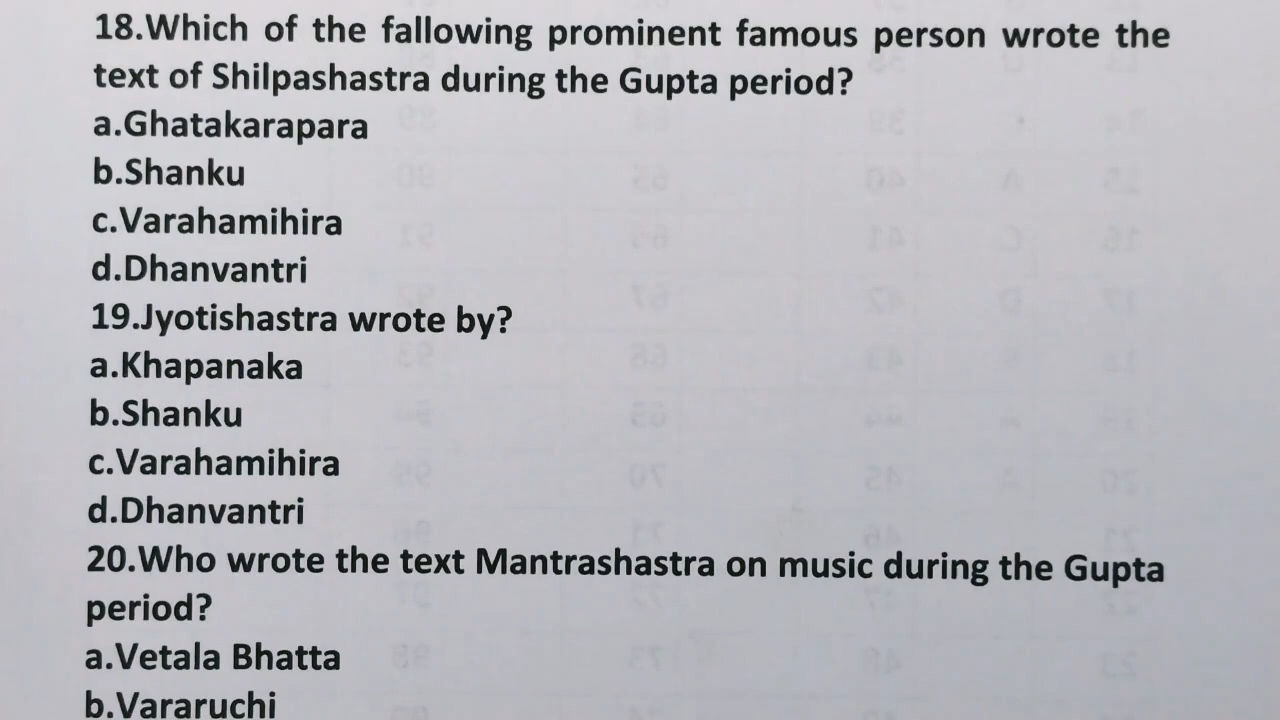 18.Which of the fallowing prominent famous person wrote the
text of Shilpashastra during the Gupta period?
a.Ghatakarapara
b.Shanku
c.Varahamihira
d.Dhanvantri
19.Jyotishastra wrote by?
a.Khapanaka
b.Shanku
c.Varahamihira
d.Dhanvantri
20.Who wrote the text Mantrashastra on music during the Gupta
period?
a.Vetala Bhatta
b.Vararuchi